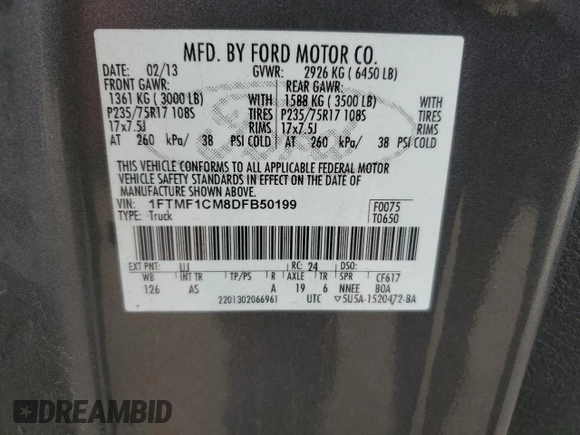 MFD. BY FORD MOTOR CO.
DATE: 02/13 GVWR: 2926 KG ( 6450 LB)
FRONT GAWR: REAR GAWR:
1361 KG ( 3000 LB) WITH 1588 KG ( 3500 LB) WITH
P235/75R17 108S TIRES P235/75R17 108S TIRES
17x7.5J RIMS 17x7.5J RIMS
AT 260 kPa/ 38 PSI COLD AT 260 kPa/ 38 PSI COLD
THIS VEHICLE CONFORMS TO ALL APPLICABLE FEDERAL MOTOR
VEHICLE SAFETY STANDARDS IN EFFECT ON THE DATE OF
MANUFACTURE SHOWN ABOVE.
VIN: 1FTMF1CM8DFB50199 F0075
TYPE: Truck T0650
EXT PNT: UJ RC: 24 DSO:
WB INT TR TP/PS R AXLE TR SPR CF617
126 AS A 19 6 NNEE BOA
2201302066961 UTC ▽5U5A-1520472-BA
DREAMBID